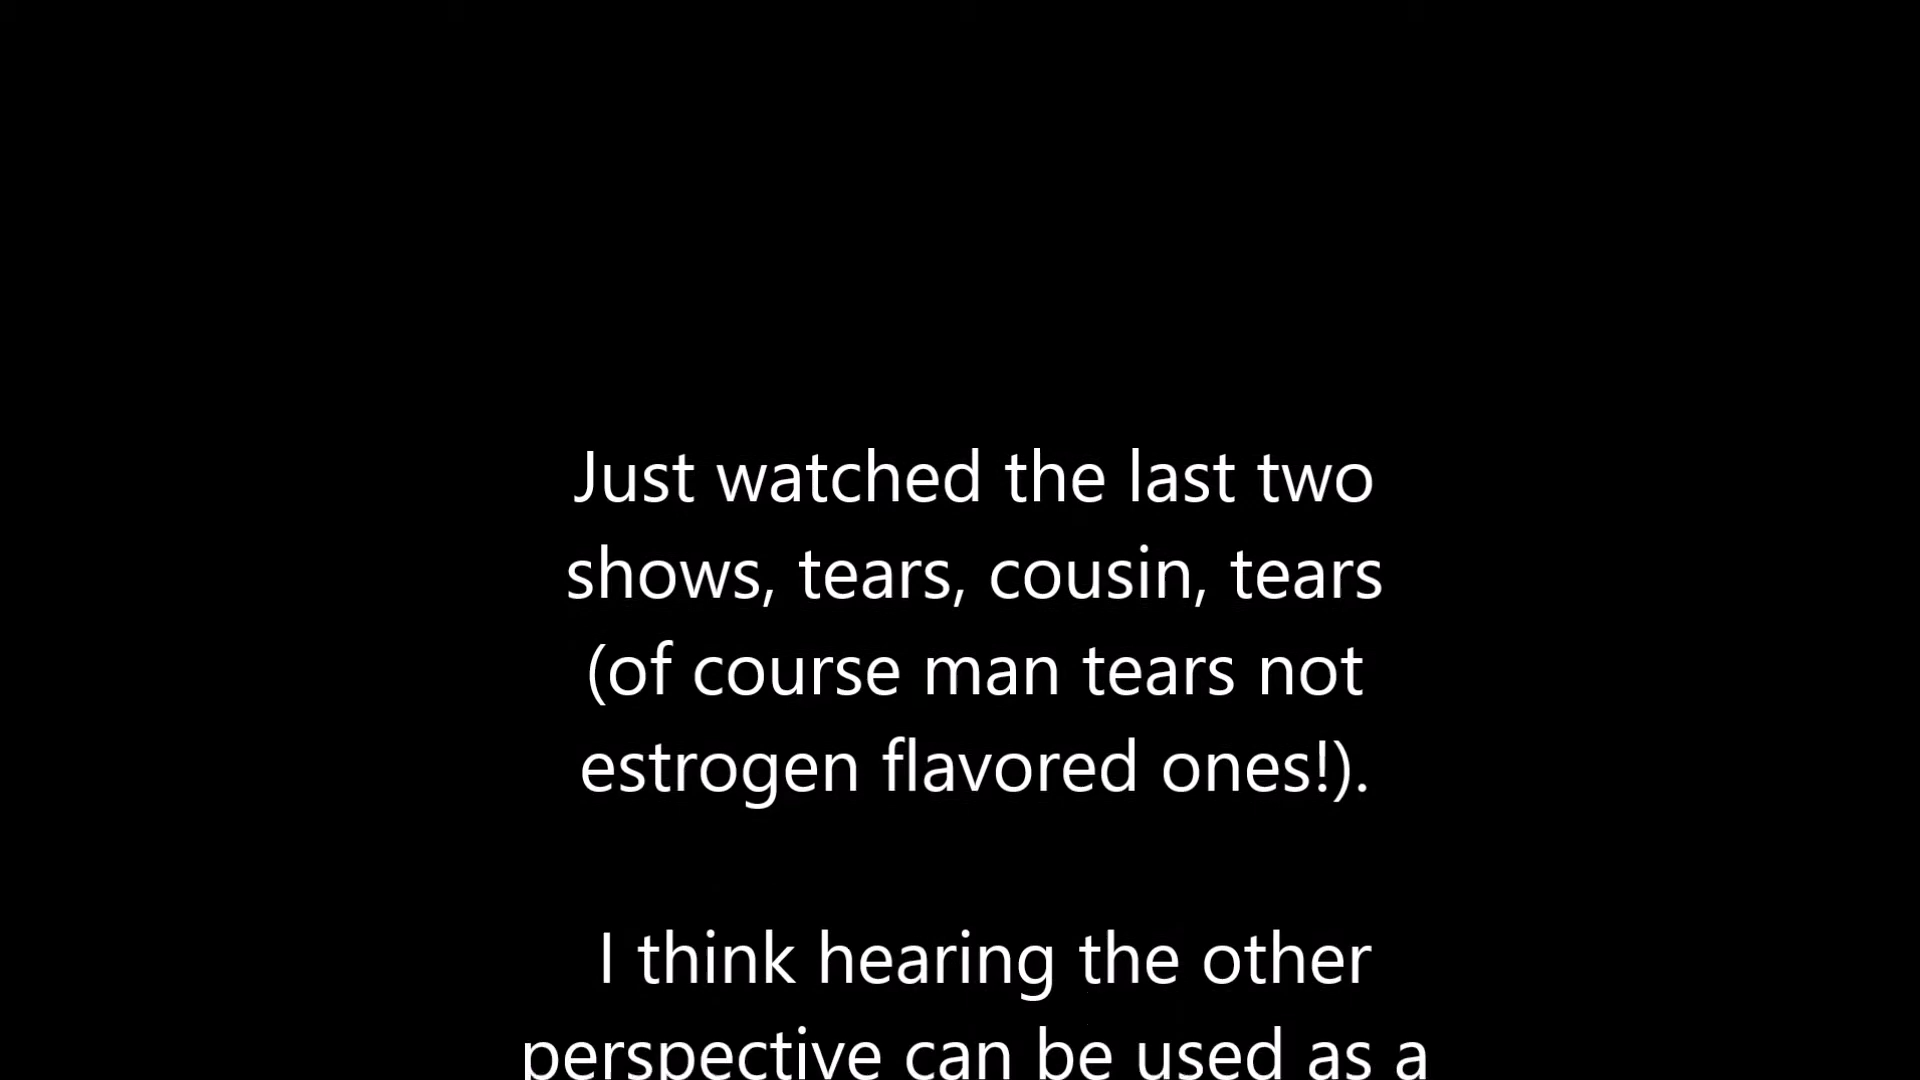 Just watched the last two
shows, tears, cousin, tears
(of course man tears not
estrogen flavored ones!).
I think hearing the other
perspective can be used as a